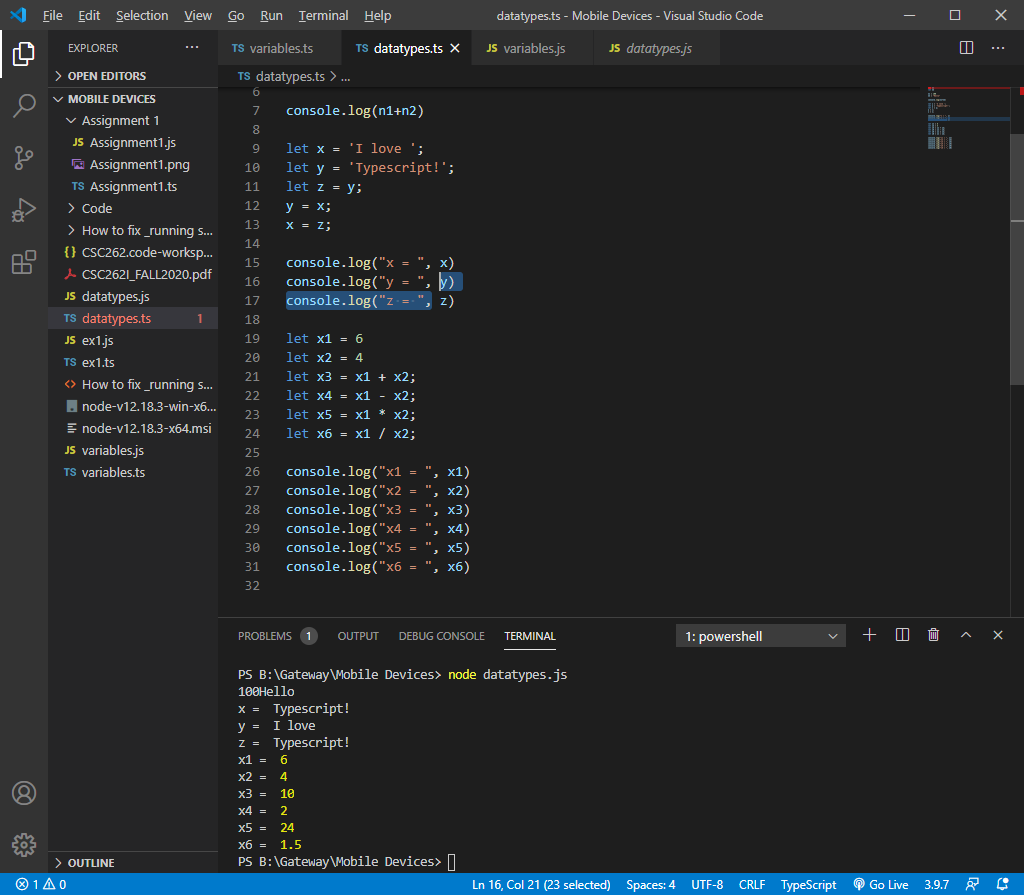 File Edit Selection View Go Run Terminal Help datatypes.ts - Mobile Devices - Visual Studio Code
EXPLORER ···
OPEN EDITORS
MOBILE DEVICES
Assignment 1
JS Assignment1.js
Assignment1.png
TS Assignment1.ts
Code
How to fix _running s...
{} CSC262.code-worksp...
CSC262I_FALL2020.pdf
JS datatypes.js
TS datatypes.ts 1
JS ex1.js
TS ex1.ts
<> How to fix _running s...
node-v12.18.3-win-x6...
node-v12.18.3-x64.msi
JS variables.js
TS variables.ts
OUTLINE
TS variables.ts TS datatypes.ts JS variables.js JS datatypes.js ···
TS datatypes.ts > ...
6
7 console.log(n1+n2)
8
9 let x = 'I love ';
10 let y = 'Typescript!';
11 let z = y;
12 y = x;
13 x = z;
14
15 console.log("x = ", x)
16 console.log("y = ", y)
17 console.log("z = ", z)
18
19 let x1 = 6
20 let x2 = 4
21 let x3 = x1 + x2;
22 let x4 = x1 - x2;
23 let x5 = x1 * x2;
24 let x6 = x1 / x2;
25
26 console.log("x1 = ", x1)
27 console.log("x2 = ", x2)
28 console.log("x3 = ", x3)
29 console.log("x4 = ", x4)
30 console.log("x5 = ", x5)
31 console.log("x6 = ", x6)
32
PROBLEMS 1 OUTPUT DEBUG CONSOLE TERMINAL 1: powershell
PS B:\Gateway\Mobile Devices> node datatypes.js
100Hello
x =  Typescript!
y =  I love
z =  Typescript!
x1 =  6
x2 =  4
x3 =  10
x4 =  2
x5 =  24
x6 =  1.5
PS B:\Gateway\Mobile Devices>
1 0 Ln 16, Col 21 (23 selected) Spaces: 4 UTF-8 CRLF TypeScript Go Live 3.9.7